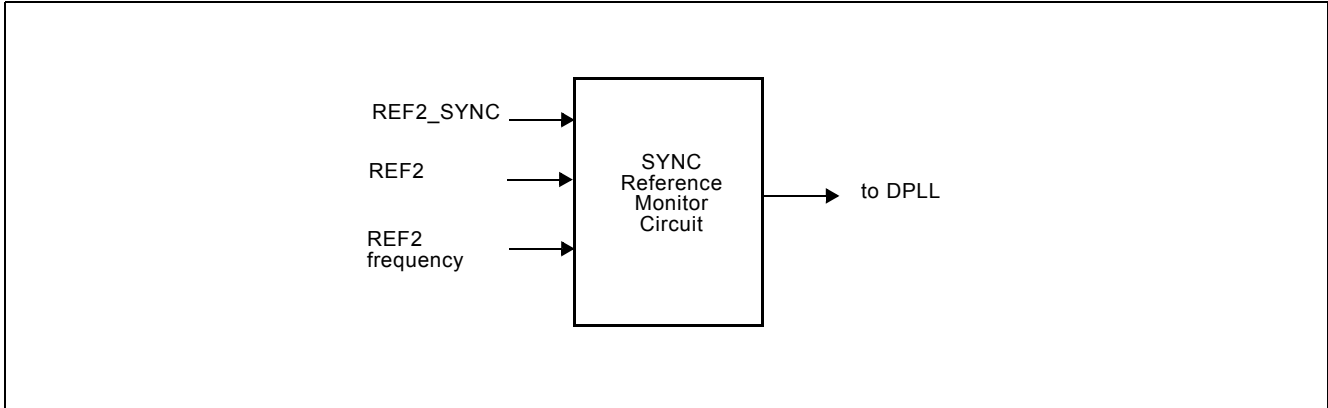 REF2_SYNC
REF2
REF2
frequency
SYNC
Reference
Monitor
Circuit
to DPLL